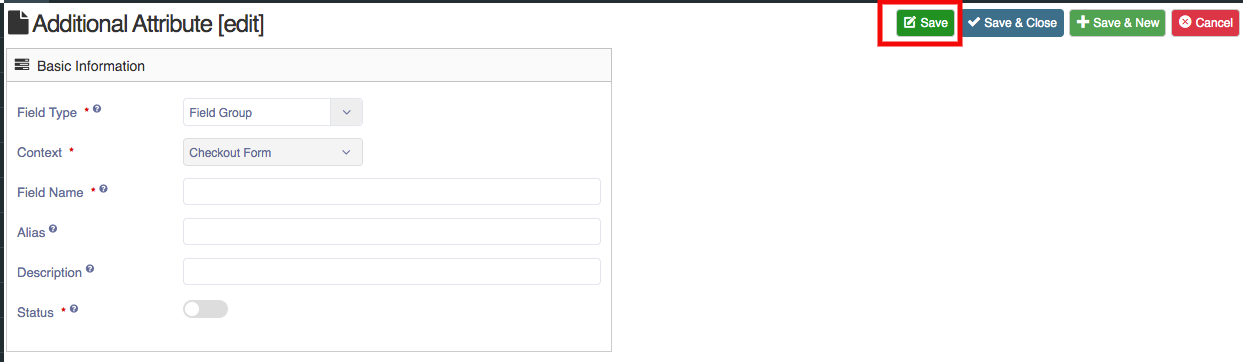 Additional Attribute [edit]
Save
Save & Close
Save & New
Cancel
Basic Information
Field Type * ?
Field Group
Context *
Checkout Form
Field Name * ?
Alias ?
Description ?
Status * ?